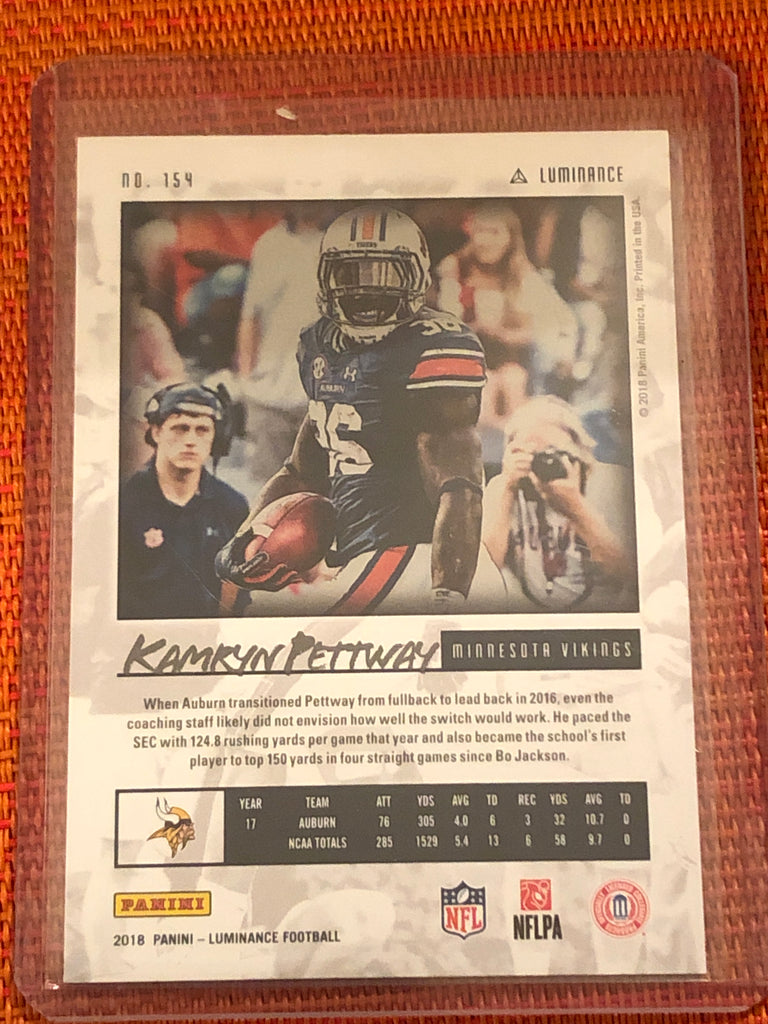 NO. 154
LUMINANCE
© 2018 Panini America, Inc. Printed in the USA.
TIGERS
36
AUBURN
36
KAMRYN PETTWAY
MINNESOTA VIKINGS
When Auburn transitioned Pettway from fullback to lead back in 2016, even the
coaching staff likely did not envision how well the switch would work. He paced the
SEC with 124.8 rushing yards per game that year and also became the school's first
player to top 150 yards in four straight games since Bo Jackson.
YEAR TEAM ATT YDS AVG TD REC YDS AVG TD
17 AUBURN 76 305 4.0 6 3 32 10.7 0
NCAA TOTALS 285 1529 5.4 13 6 58 9.7 0
PANINI
NFL
NFLPA
2018 PANINI – LUMINANCE FOOTBALL